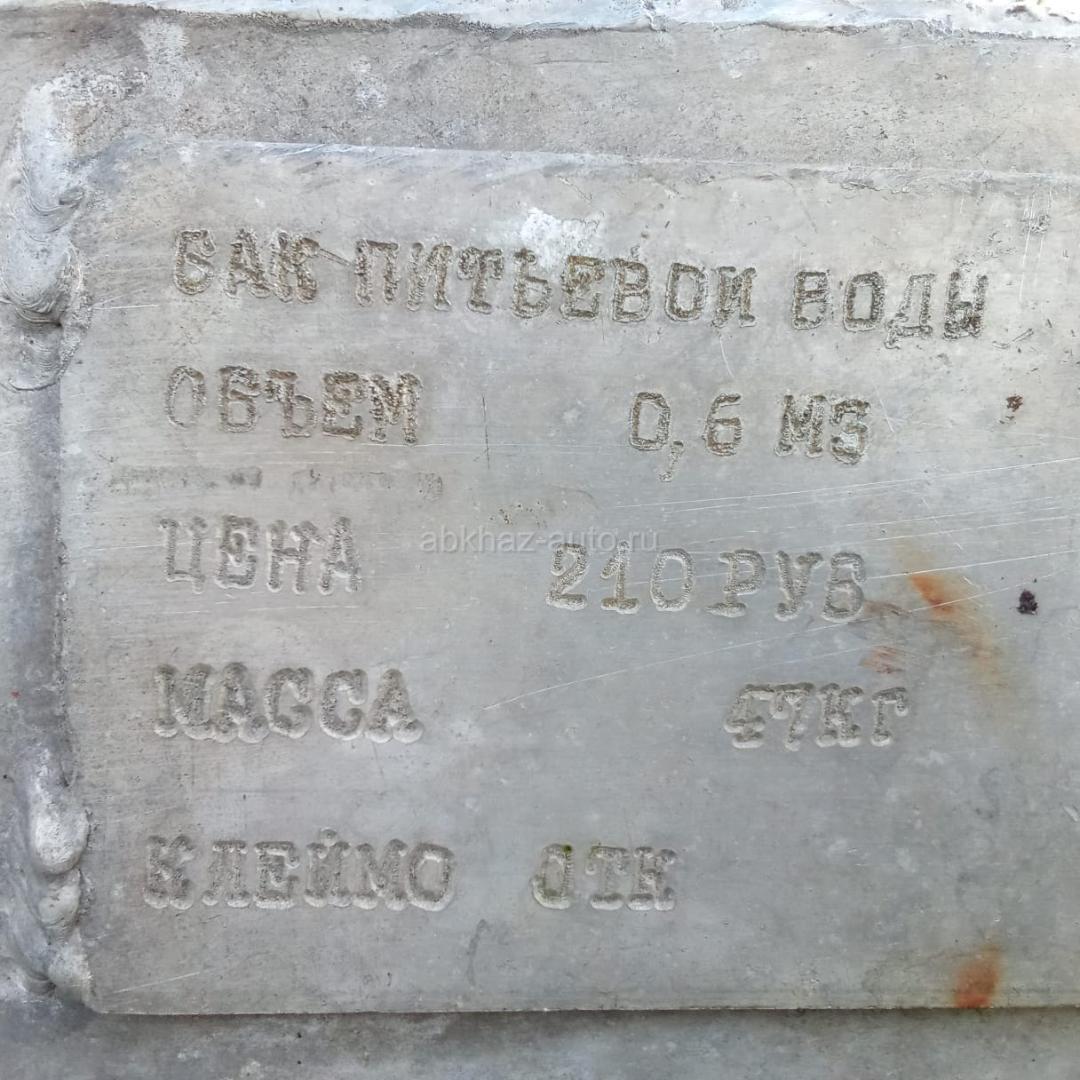 БАК ПИТЬЕВОЙ ВОДЫ
ОБЪЕМ 0,6 М3
ЦЕНА 210 РУБ
abkhaz-auto.ru
МАССА 47КГ
КЛЕЙМО ОТК